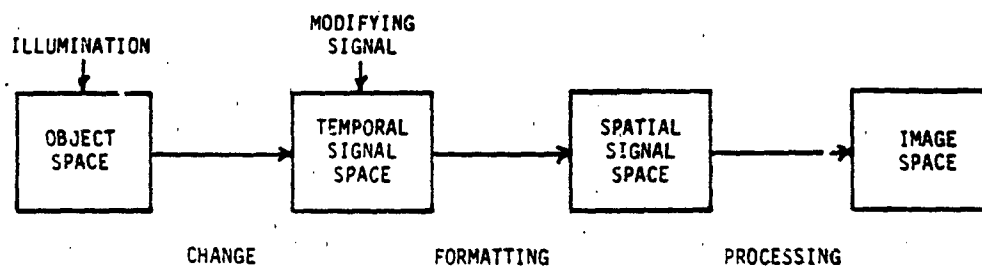 ILLUMINATION
MODIFYING
SIGNAL
OBJECT
SPACE
TEMPORAL
SIGNAL
SPACE
SPATIAL
SIGNAL
SPACE
IMAGE
SPACE
CHANGE
FORMATTING
PROCESSING